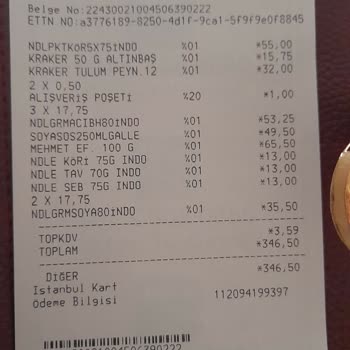 Belge No:22430021004506390222
ETTN NO:a3776189-8250-4d1f-9ca1-5f9f9e0f8845
NDLPKTKöR5X75iNDO %01 *55,00
KRAKER 50 G ALTINBAŞ %01 *15,75
KRAKER TULUM PEYN.12 %01 *32,00
2 X 0,50
ALIŞVERİŞ POŞETİ %20 *1,00
3 X 17,75
NDLGRMACIBH80iNDO %01 *53,25
SOYASOS250MLGALLE %01 *49,50
MEHMET EF. 100 G %01 *65,50
NDLE KöRİ 75G INDO %01 *13,00
NDLE TAV 70G INDO %01 *13,00
NDLE SEB 75G INDO %01 *13,00
2 X 17,75
NDLGRMSOYA80iNDO %01 *35,50
TOPKDV *3,59
TOPLAM *346,50
DİĞER *346,50
İstanbul Kart
Ödeme Bilgisi 112094199397